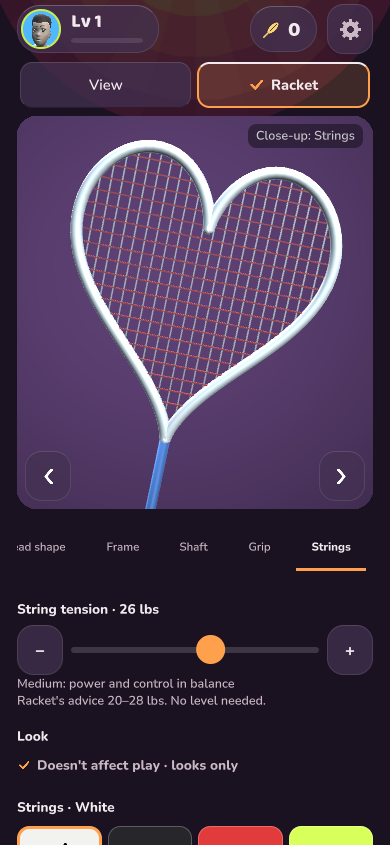 Lv 1
0
View
Racket
Close-up: Strings
ead shape
Frame
Shaft
Grip
Strings
String tension · 26 lbs
Medium: power and control in balance
Racket's advice 20–28 lbs. No level needed.
Look
Doesn't affect play · looks only
Strings · White